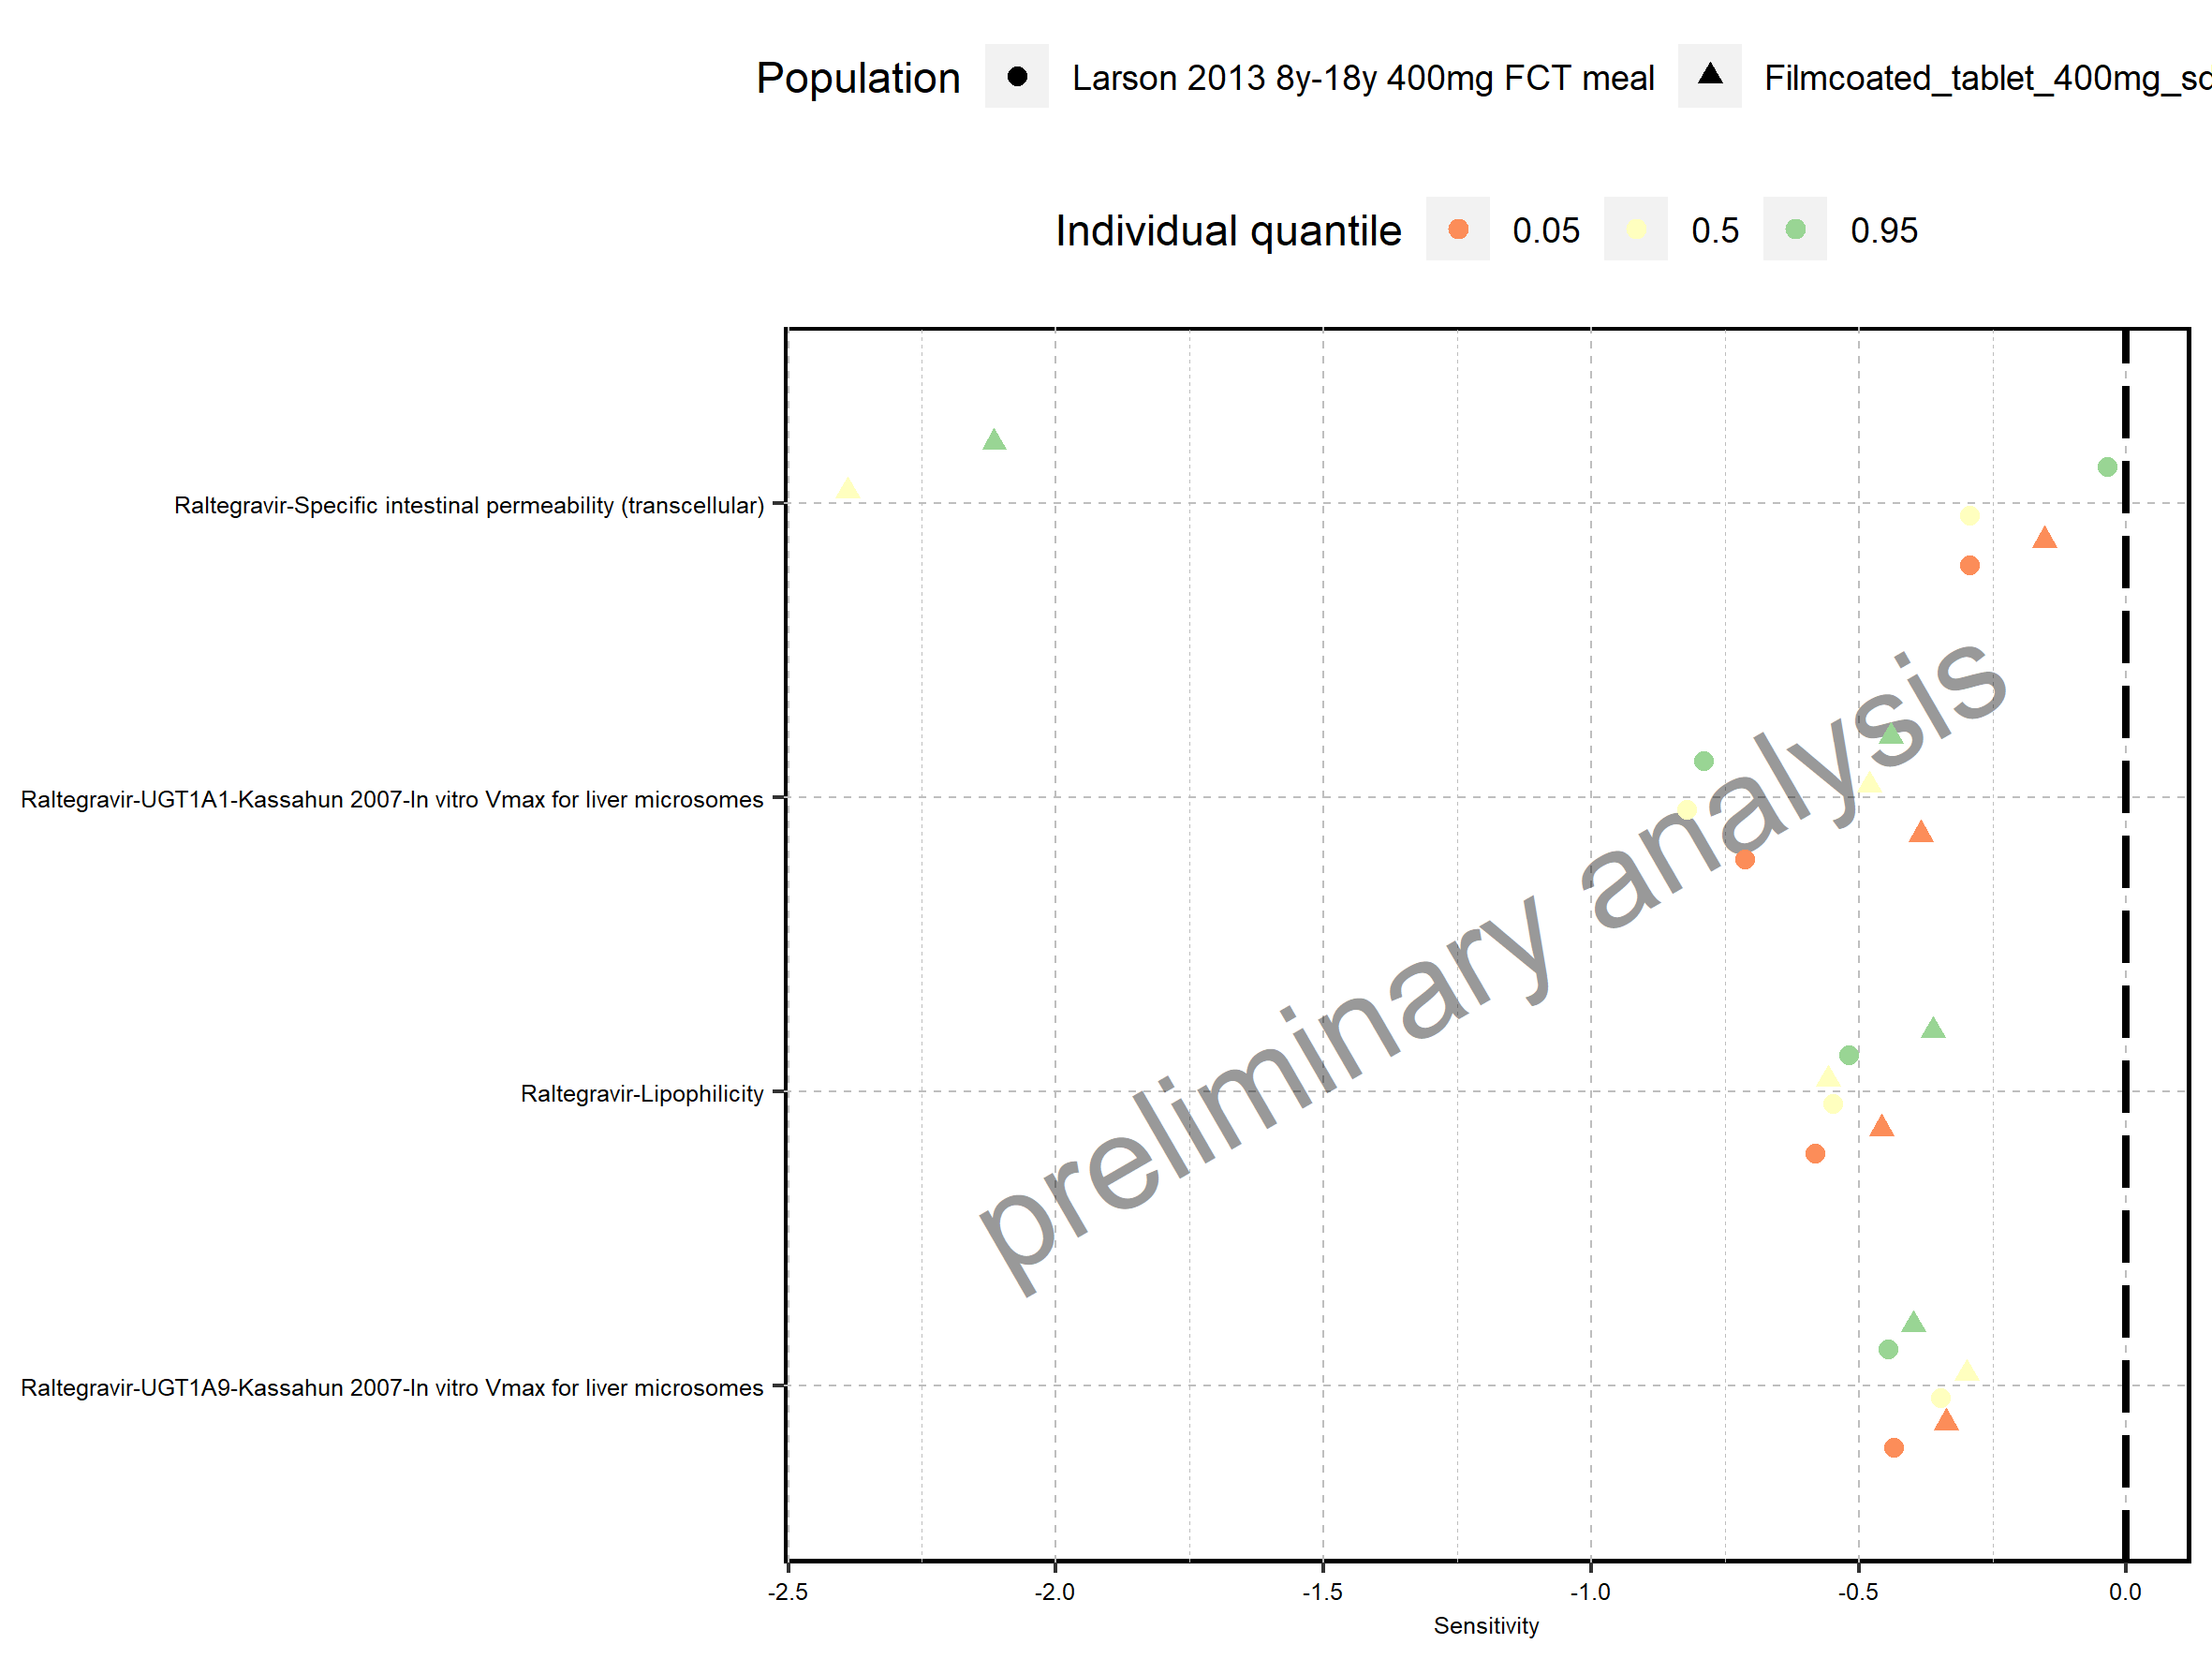 Population Larson 2013 8y-18y 400mg FCT meal Filmcoated_tablet_400mg_sd
Individual quantile 0.05 0.5 0.95
Raltegravir-Specific intestinal permeability (transcellular)
Raltegravir-UGT1A1-Kassahun 2007-In vitro Vmax for liver microsomes
Raltegravir-Lipophilicity
Raltegravir-UGT1A9-Kassahun 2007-In vitro Vmax for liver microsomes
preliminary analysis
-2.5 -2.0 -1.5 -1.0 -0.5 0.0
Sensitivity